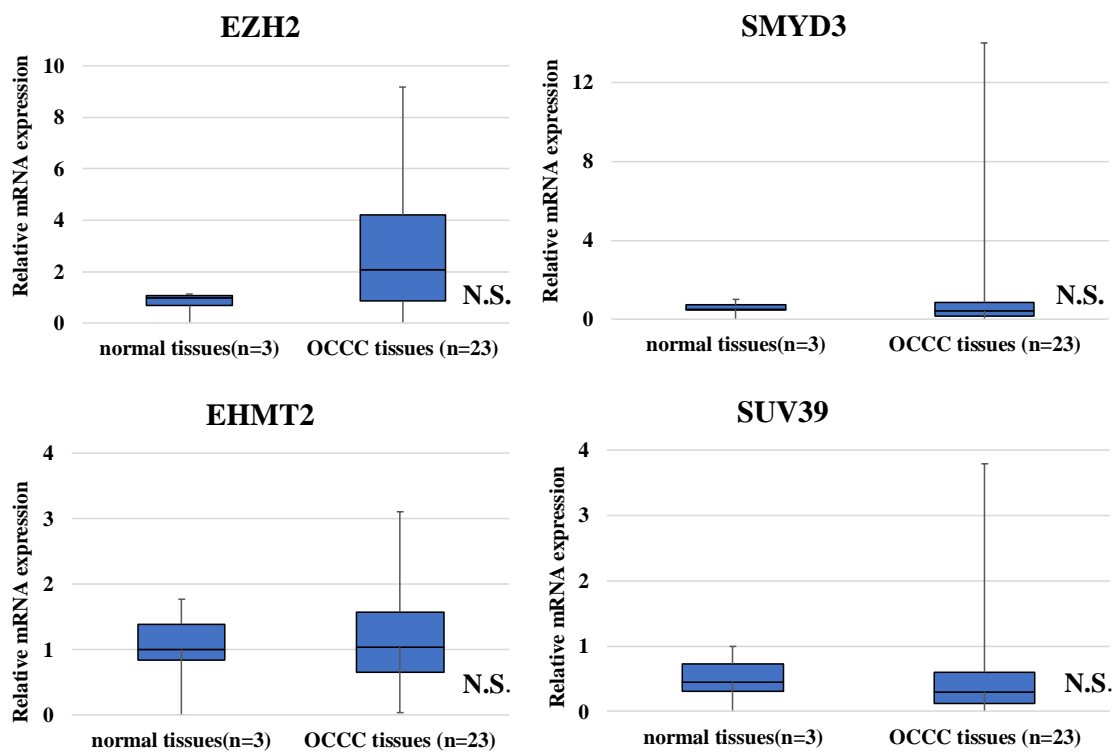 EZH2
Relative mRNA expression
10
8
6
4
2
0
N.S.
normal tissues(n=3) OCCC tissues (n=23)
SMYD3
Relative mRNA expression
12
8
4
0
N.S.
normal tissues(n=3) OCCC tissues (n=23)
EHMT2
Relative mRNA expression
4
3
2
1
0
N.S.
normal tissues(n=3) OCCC tissues (n=23)
SUV39
Relative mRNA expression
4
3
2
1
0
N.S.
normal tissues(n=3) OCCC tissues (n=23)